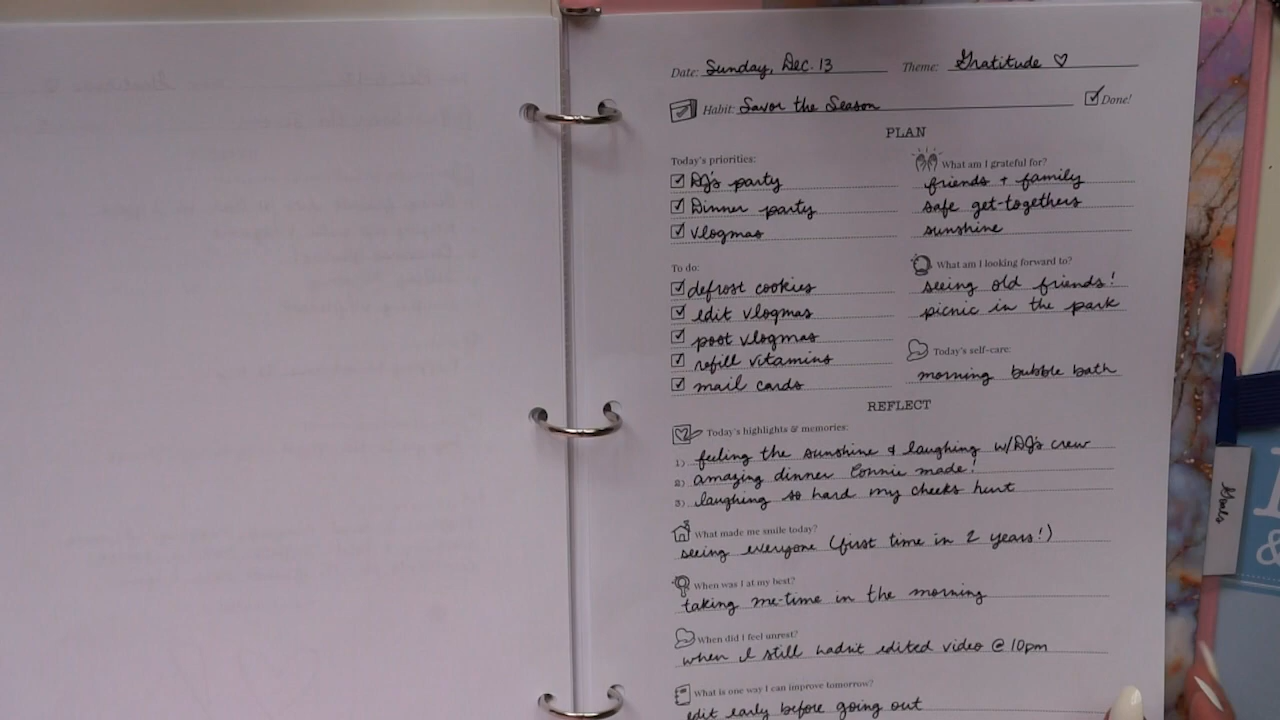 Date: Sunday, Dec. 13 Theme: Gratitude ♡
Habit: Savor the Season ☑ Done!
PLAN
Today's priorities:
☑ DJ's party
☑ Dinner party
☑ vlogmas
To do:
☑ defrost cookies
☑ edit vlogmas
☑ post vlogmas
☑ refill vitamins
☑ mail cards
What am I grateful for?
friends + family
safe get-togethers
sunshine
What am I looking forward to?
seeing old friends!
picnic in the park
Today's self-care:
morning bubble bath
REFLECT
Today's highlights & memories:
1) feeling the sunshine & laughing w/DJ's crew
2) amazing dinner Connie made!
3) laughing so hard my cheeks hurt
What made me smile today?
seeing everyone (first time in 2 years!)
When was I at my best?
taking me-time in the morning
When did I feel unrest?
when I still hadn't edited video @ 10pm
What is one way I can improve tomorrow?
edit early before going out
Goals
&